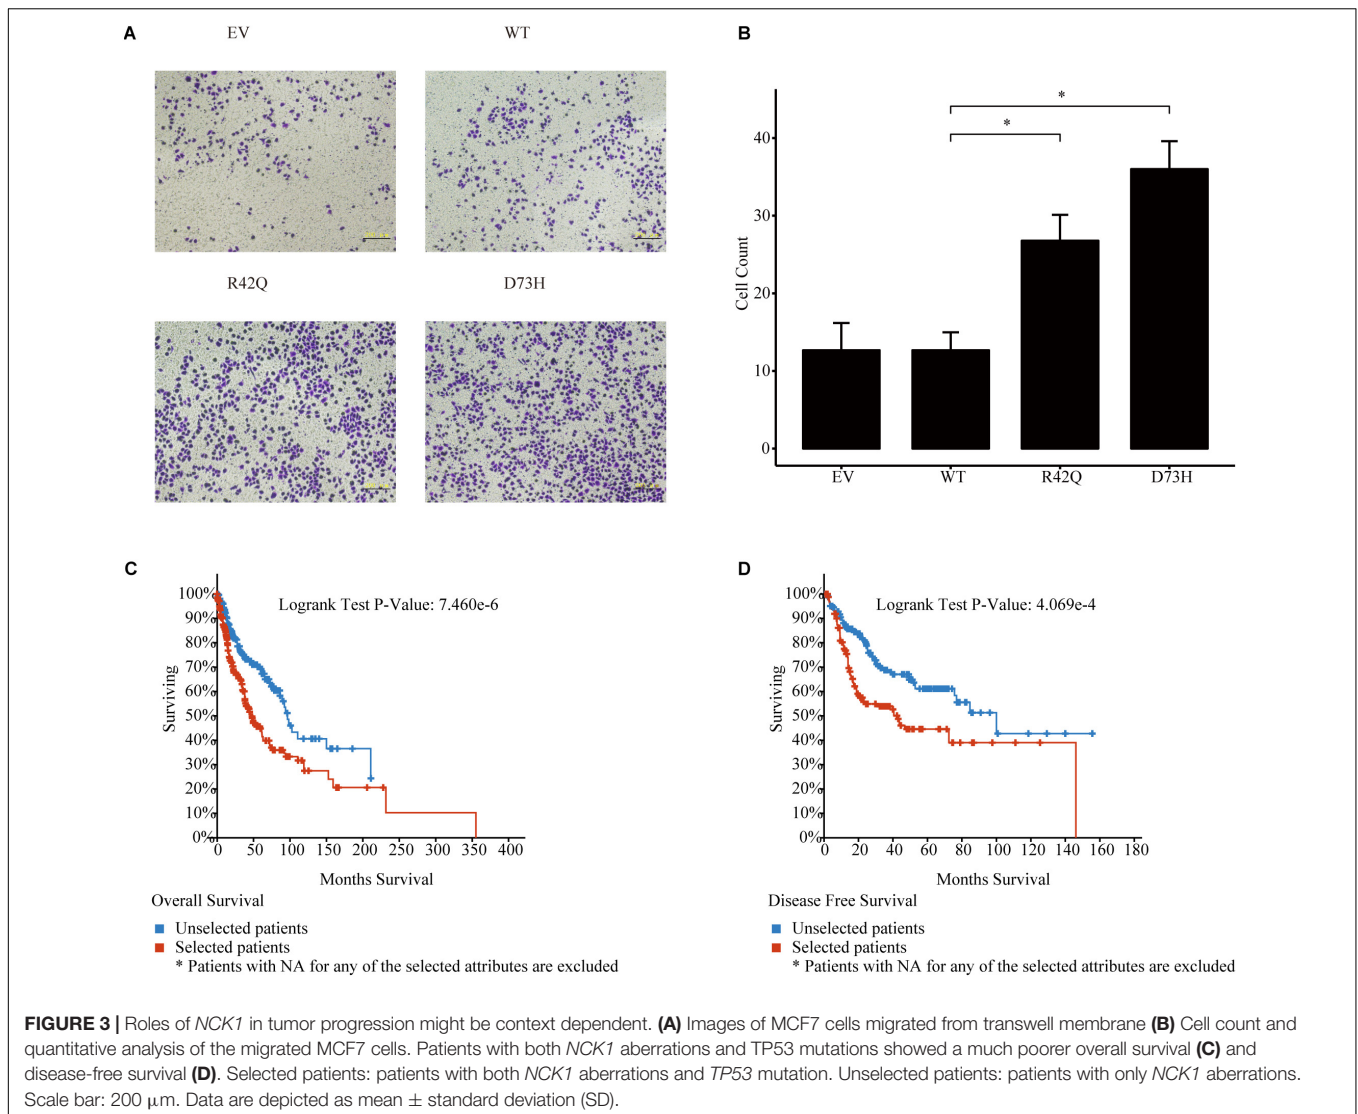 A
EV
WT
R42Q
D73H
B
Cell Count
40
30
20
10
0
*
*
EV
WT
R42Q
D73H
C
Surviving
100%
90%
80%
70%
60%
50%
40%
30%
20%
10%
0%
Logrank Test P-Value: 7.460e-6
0 50 100 150 200 250 300 350 400
Months Survival
Overall Survival
Unselected patients
Selected patients
* Patients with NA for any of the selected attributes are excluded
D
Surviving
100%
90%
80%
70%
60%
50%
40%
30%
20%
10%
0%
Logrank Test P-Value: 4.069e-4
0 20 40 60 80 100 120 140 160 180
Months Survival
Disease Free Survival
Unselected patients
Selected patients
* Patients with NA for any of the selected attributes are excluded
FIGURE 3 | Roles of NCK1 in tumor progression might be context dependent. (A) Images of MCF7 cells migrated from transwell membrane (B) Cell count and
quantitative analysis of the migrated MCF7 cells. Patients with both NCK1 aberrations and TP53 mutations showed a much poorer overall survival (C) and
disease-free survival (D). Selected patients: patients with both NCK1 aberrations and TP53 mutation. Unselected patients: patients with only NCK1 aberrations.
Scale bar: 200 μm. Data are depicted as mean ± standard deviation (SD).